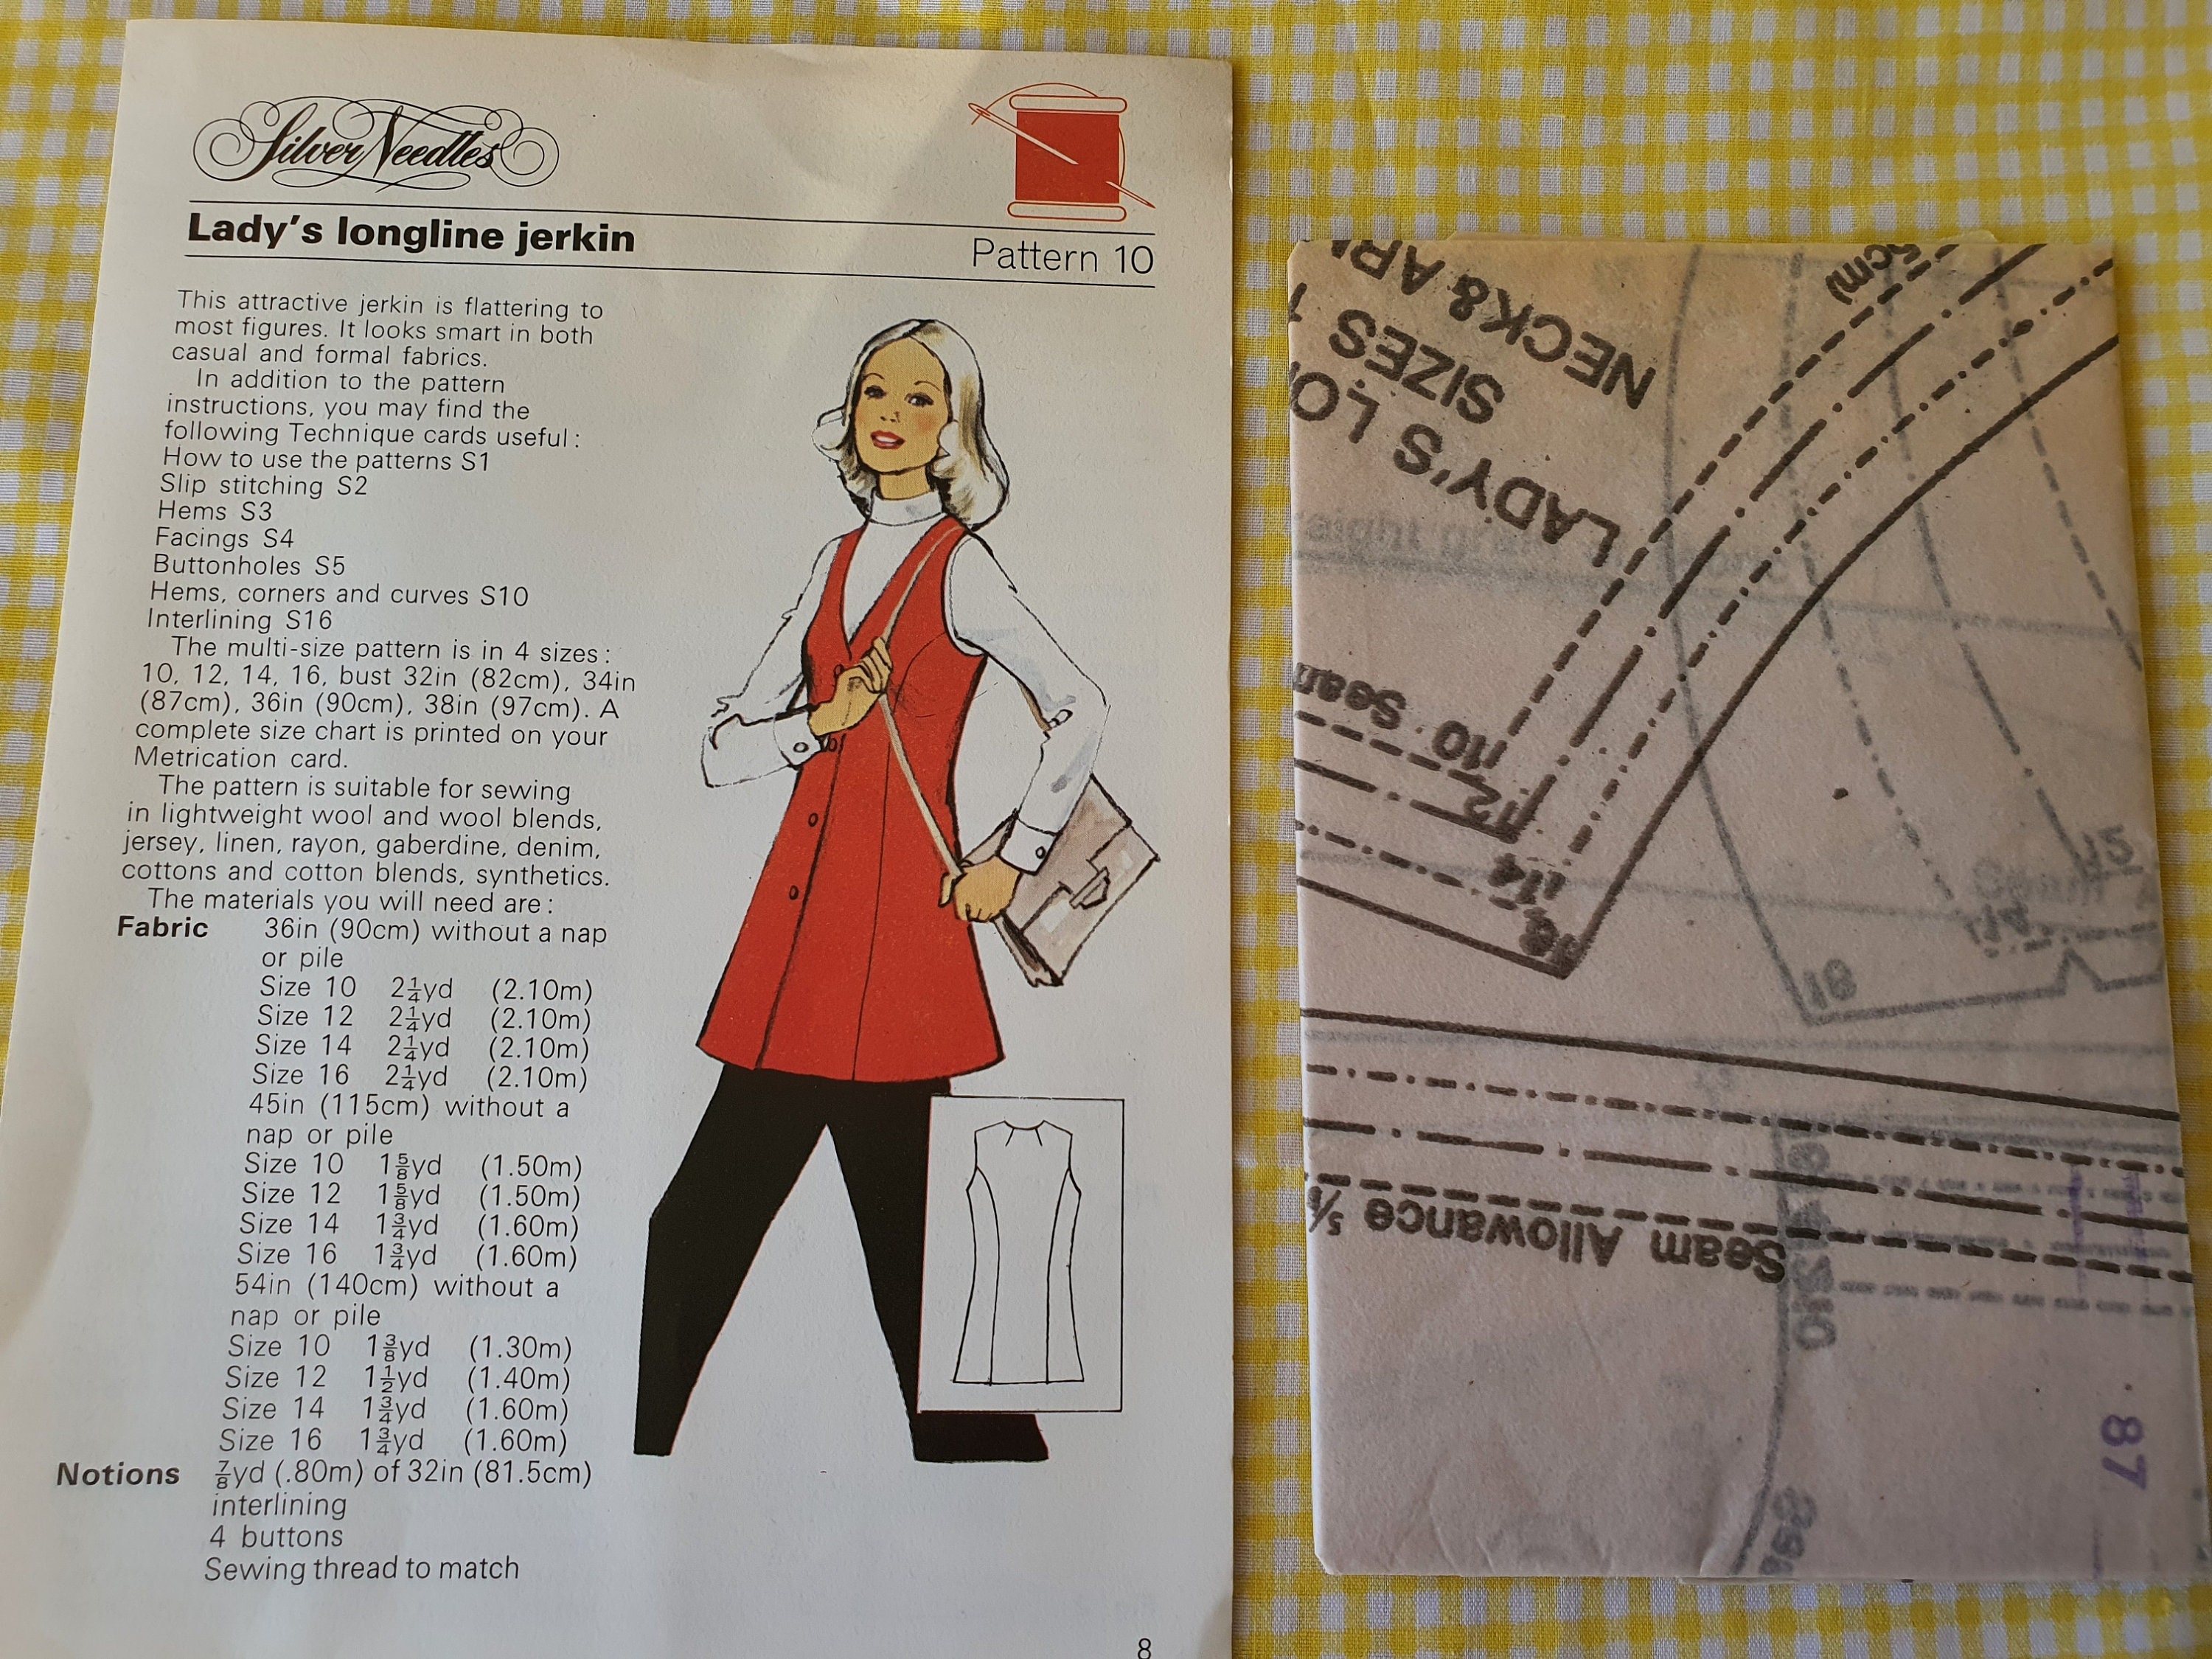 Silver Needles
Lady's longline jerkin
Pattern 10
This attractive jerkin is flattering to
most figures. It looks smart in both
casual and formal fabrics.
In addition to the pattern
instructions, you may find the
following Technique cards useful:
How to use the patterns S1
Slip stitching S2
Hems S3
Facings S4
Buttonholes S5
Hems, corners and curves S10
Interlining S16
The multi-size pattern is in 4 sizes:
10, 12, 14, 16, bust 32in (82cm), 34in
(87cm), 36in (90cm), 38in (97cm). A
complete size chart is printed on your
Metrication card.
The pattern is suitable for sewing
in lightweight wool and wool blends,
jersey, linen, rayon, gaberdine, denim,
cottons and cotton blends, synthetics.
The materials you will need are:
Fabric 36in (90cm) without a nap
or pile
Size 10 2¼yd (2.10m)
Size 12 2¼yd (2.10m)
Size 14 2¼yd (2.10m)
Size 16 2¼yd (2.10m)
45in (115cm) without a
nap or pile
Size 10 1⅝yd (1.50m)
Size 12 1⅝yd (1.50m)
Size 14 1¾yd (1.60m)
Size 16 1¾yd (1.60m)
54in (140cm) without a
nap or pile
Size 10 1⅜yd (1.30m)
Size 12 1½yd (1.40m)
Size 14 1¾yd (1.60m)
Size 16 1¾yd (1.60m)
Notions ⅞yd (.80m) of 32in (81.5cm)
interlining
4 buttons
Sewing thread to match
8
LADY'S LO
SIZES 1
NECK& AR
5cm)
10 Seam
10
12
14
14
16
Seam Allowance ⅝
87